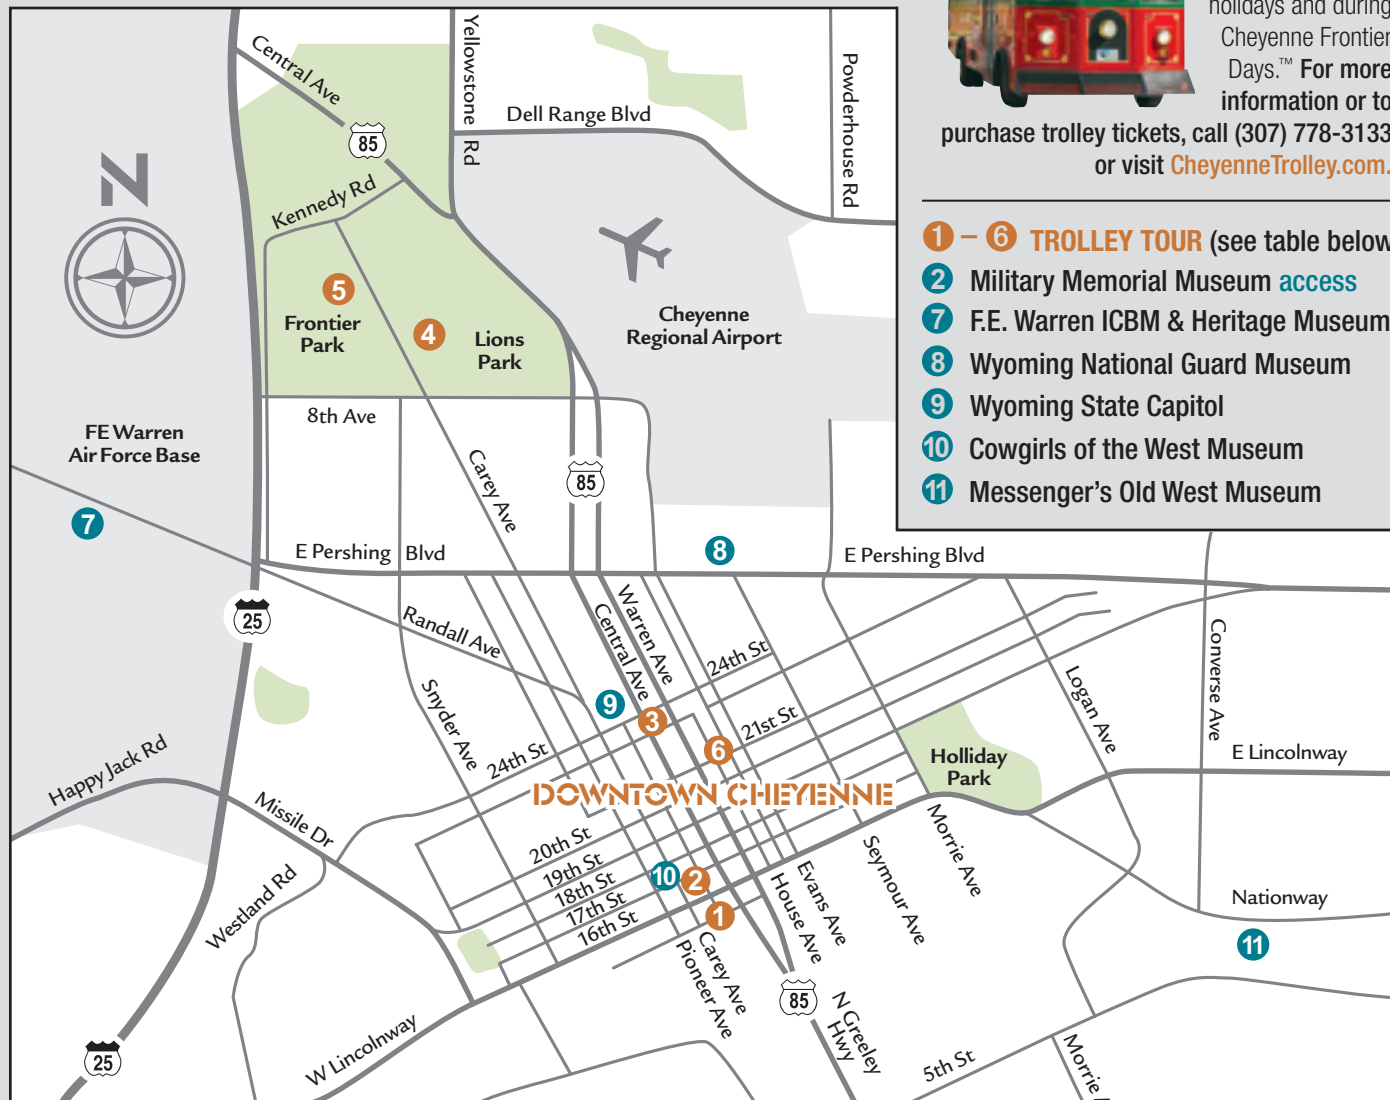 holidays and during
Cheyenne Frontier
Days.™ For more
information or to
purchase trolley tickets, call (307) 778-3133
or visit CheyenneTrolley.com.
1 – 6 TROLLEY TOUR (see table below
2 Military Memorial Museum access
7 F.E. Warren ICBM & Heritage Museum
8 Wyoming National Guard Museum
9 Wyoming State Capitol
10 Cowgirls of the West Museum
11 Messenger's Old West Museum
Central Ave
85
Yellowstone Rd
Dell Range Blvd
Powderhouse Rd
N
Kennedy Rd
5
Frontier
Park
4
Lions
Park
Cheyenne
Regional Airport
8th Ave
FE Warren
Air Force Base
Carey Ave
85
7
E Pershing Blvd
8
E Pershing Blvd
25
Randall Ave
Central Ave
Warren Ave
24th St
Converse Ave
Logan Ave
Snyder Ave
9
3
6
21st St
24th St
Holliday
Park
E Lincolnway
Happy Jack Rd
Missile Dr
DOWNTOWN CHEYENNE
20th St
19th St
18th St
17th St
16th St
10
2
1
Westland Rd
Morrie Ave
Seymour Ave
Evans Ave
House Ave
Carey Ave
Pioneer Ave
Nationway
11
85
N Greeley
Hwy
25
W Lincolnway
5th St
Morrie